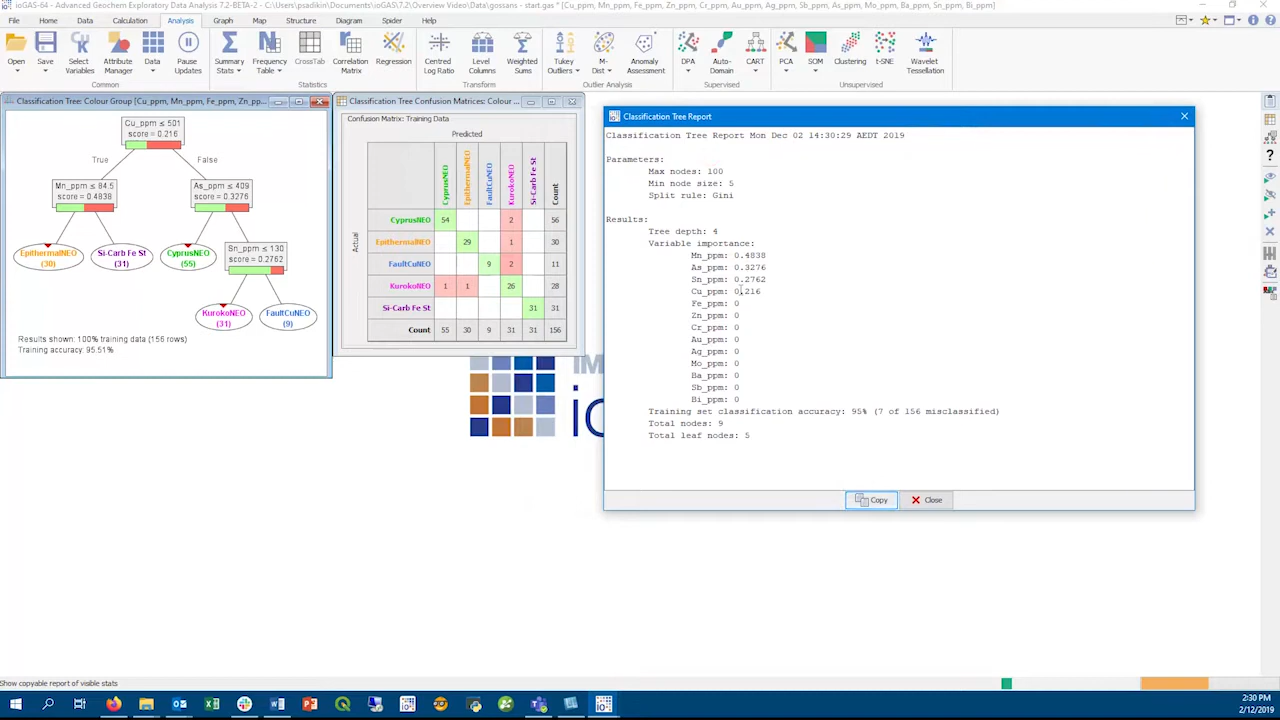 ioGAS-64 - Advanced Geochem Exploratory Data Analysis 7.2-BETA-2 - C:\Users\psadikin\Documents\ioGAS\7.2\Overview Video\Data\gossans - start.gas * [Cu_ppm, Mn_ppm, Fe_ppm, Zn_ppm, Cr_ppm, Au_ppm, Ag_ppm, Sb_ppm, As_ppm, Mo_ppm, Ba_ppm, Sn_ppm, Bi_ppm]
File Home Data Calculation Analysis Graph Map Structure Diagram Spider Help
Open Save Select Variables Attribute Manager Data Pause Updates Summary Stats Frequency Table CrossTab Correlation Matrix Regression Centred Log Ratio Level Columns Weighted Sums Tukey Outliers M-Dist Anomaly Assessment DPA Auto-Domain CART PCA SOM Clustering t-SNE Wavelet Tessellation
Common Statistics Transform Outlier Analysis Supervised Unsupervised
Classification Tree: Colour Group [Cu_ppm, Mn_ppm, Fe_ppm, Zn_pp...
Cu_ppm ≤ 501
score = 0.216
True False
Mn_ppm ≤ 84.5
score = 0.4838
As_ppm ≤ 409
score = 0.3276
EpithermalNEO
(30)
Si-Carb Fe St
(31)
CyprusNEO
(55)
Sn_ppm ≤ 130
score = 0.2762
KurokoNEO
(31)
FaultCuNEO
(9)
Results shown: 100% training data (156 rows)
Training accuracy: 95.51%
Classification Tree Confusion Matrices: Colour ...
Confusion Matrix: Training Data
Predicted
CyprusNEO EpithermalNEO FaultCuNEO KurokoNEO Si-Carb Fe St Count
Actual
CyprusNEO 54 2 56
EpithermalNEO 29 1 30
FaultCuNEO 9 2 11
KurokoNEO 1 1 26 28
Si-Carb Fe St 31 31
Count 55 30 9 31 31 156
IM
io
Classification Tree Report
Classification Tree Report Mon Dec 02 14:30:29 AEDT 2019
Parameters:
Max nodes: 100
Min node size: 5
Split rule: Gini
Results:
Tree depth: 4
Variable importance:
Mn_ppm: 0.4838
As_ppm: 0.3276
Sn_ppm: 0.2762
Cu_ppm: 0.216
Fe_ppm: 0
Zn_ppm: 0
Cr_ppm: 0
Au_ppm: 0
Ag_ppm: 0
Mo_ppm: 0
Ba_ppm: 0
Sb_ppm: 0
Bi_ppm: 0
Training set classification accuracy: 95% (7 of 156 misclassified)
Total nodes: 9
Total leaf nodes: 5
Copy Close
Show copyable report of visible stats
2:30 PM
2/12/2019